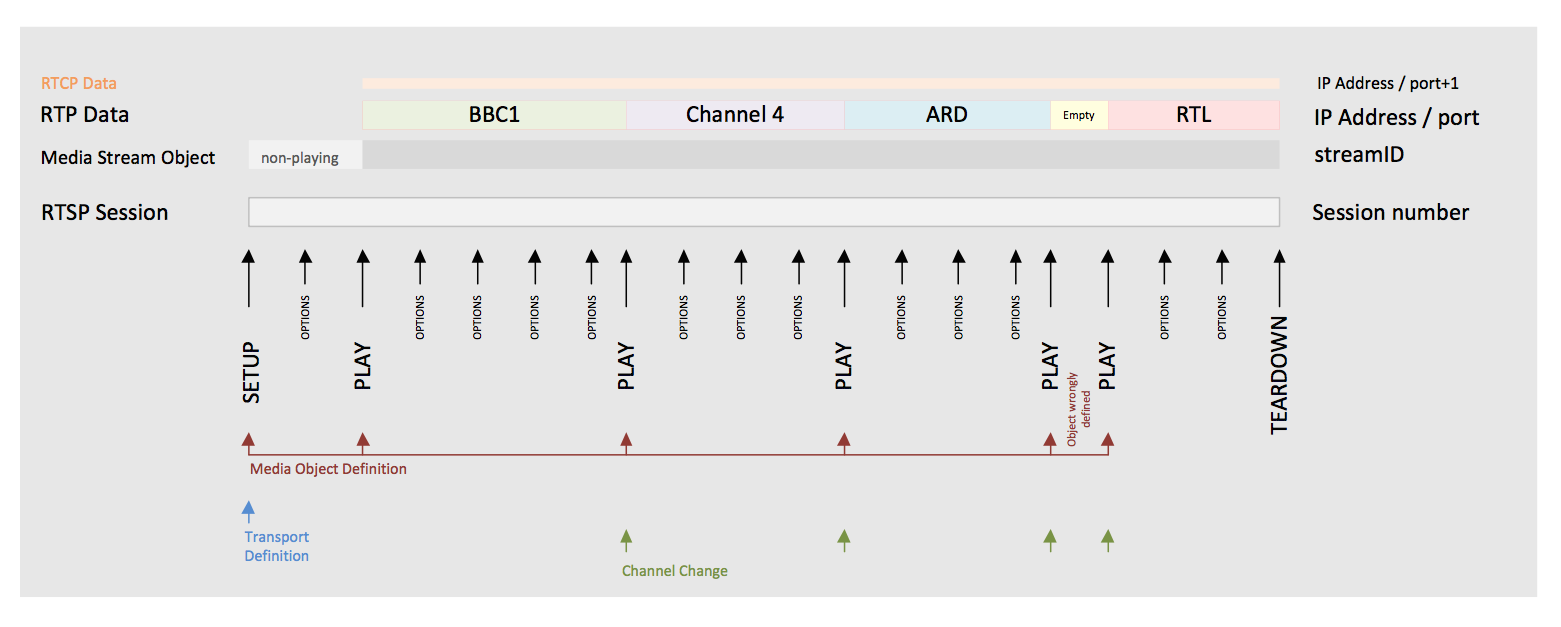 RTCP Data
IP Address / port+1
RTP Data
BBC1
Channel 4
ARD
Empty
RTL
IP Address / port
Media Stream Object
non-playing
streamID
RTSP Session
Session number
SETUP
OPTIONS
PLAY
OPTIONS
OPTIONS
OPTIONS
OPTIONS
PLAY
OPTIONS
OPTIONS
OPTIONS
PLAY
OPTIONS
OPTIONS
OPTIONS
PLAY
Object wrongly
defined
PLAY
OPTIONS
OPTIONS
TEARDOWN
Media Object Definition
Transport
Definition
Channel Change